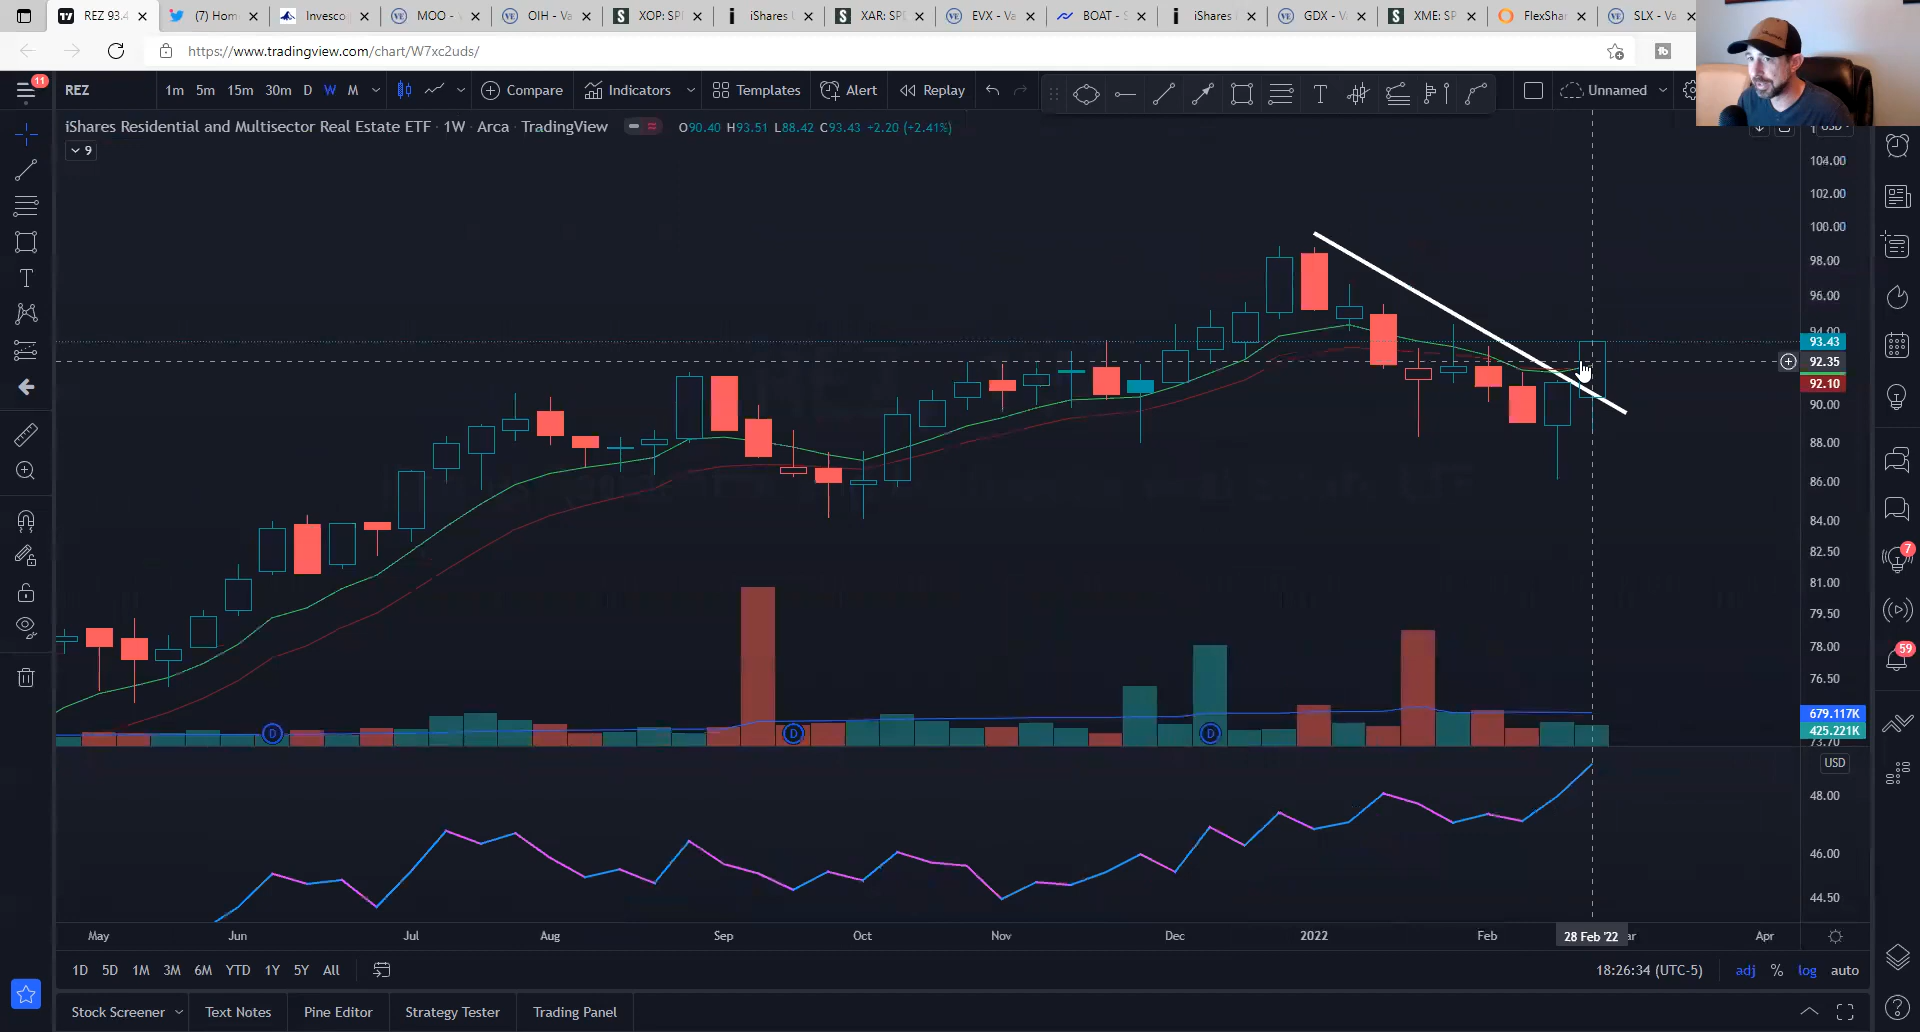 REZ 93.4
(7) Hom
Invesco
MOO -
OIH - Va
XOP: SP
iShares
XAR: SP
EVX - Va
BOAT - S
iShares
GDX - Va
XME: SP
FlexShar
SLX - Va
https://www.tradingview.com/chart/W7xc2uds/
11
REZ
1m 5m 15m 30m D W M
Compare
Indicators
Templates
Alert
Replay
Unnamed
iShares Residential and Multisector Real Estate ETF · 1W · Arca · TradingView
O90.40 H93.51 L88.42 C93.43 +2.20 (+2.41%)
9
USD
104.00
102.00
100.00
98.00
96.00
94.00
93.43
92.35
92.10
90.00
88.00
86.00
84.00
82.50
81.00
79.50
78.00
76.50
679.117K
425.221K
73.70
D
D
D
USD
48.00
46.00
44.50
May
Jun
Jul
Aug
Sep
Oct
Nov
Dec
2022
Feb
28 Feb '22
ar
Apr
7
59
1D 5D 1M 3M 6M YTD 1Y 5Y All
18:26:34 (UTC-5)
adj % log auto
Stock Screener
Text Notes
Pine Editor
Strategy Tester
Trading Panel